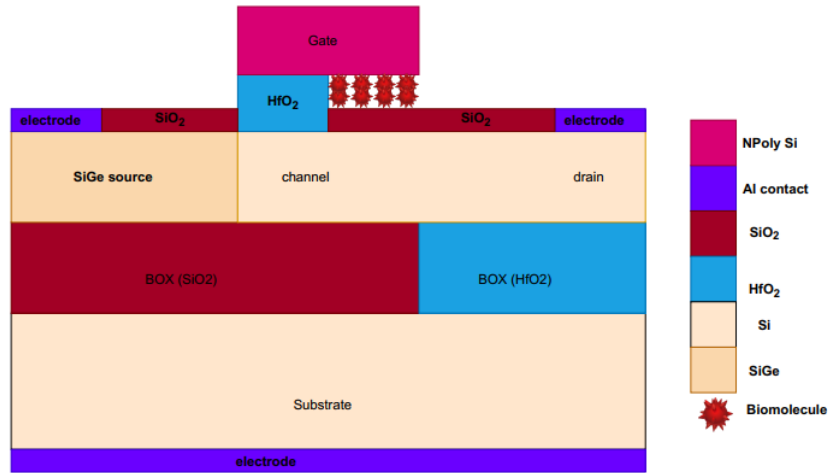 Gate
HfO₂
electrode
SiO₂
SiO₂
electrode
SiGe source
channel
drain
BOX (SiO2)
BOX (HfO2)
Substrate
electrode
NPoly Si
Al contact
SiO₂
HfO₂
Si
SiGe
Biomolecule